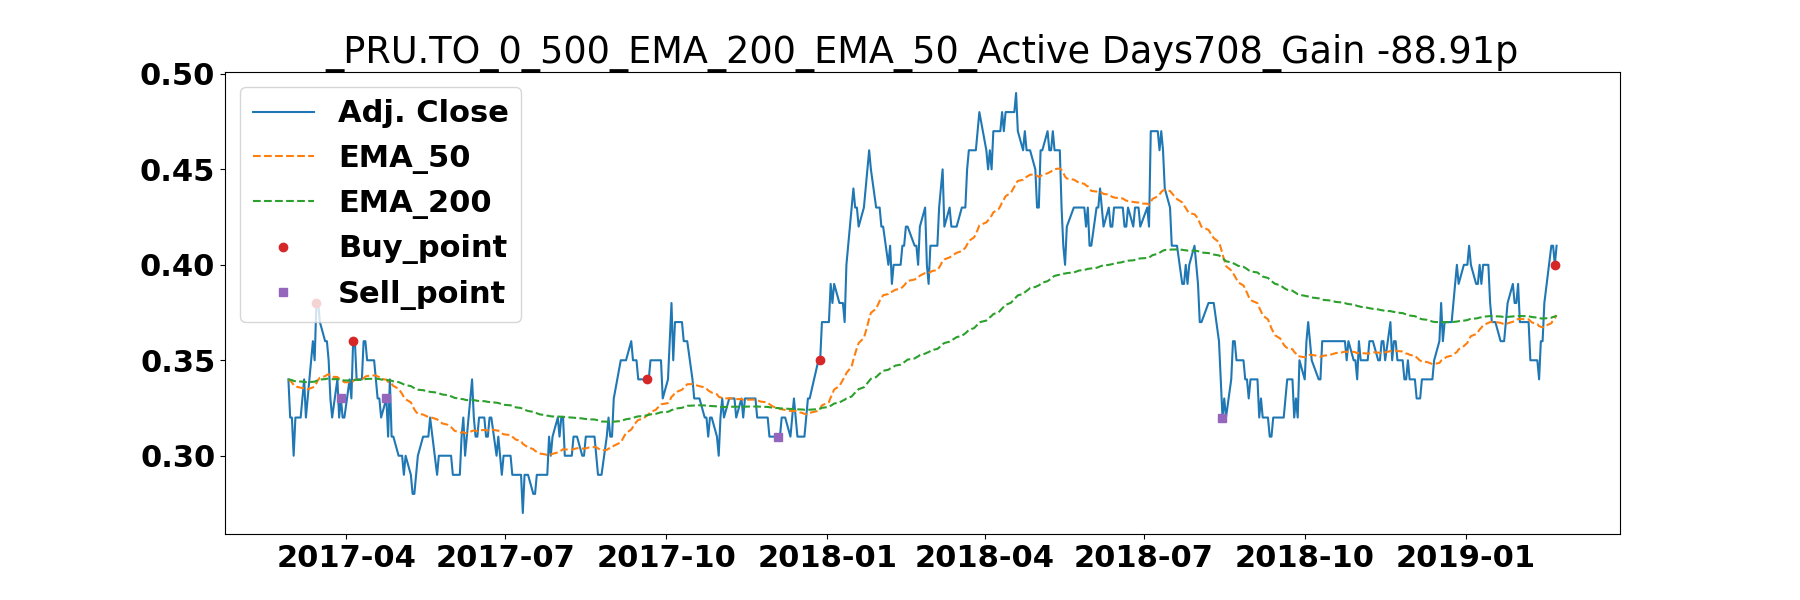 _PRU.TO_0_500_EMA_200_EMA_50_Active Days708_Gain -88.91p
0.50
0.45
0.40
0.35
0.30
Adj. Close
EMA_50
EMA_200
Buy_point
Sell_point
2017-04 2017-07 2017-10 2018-01 2018-04 2018-07 2018-10 2019-01